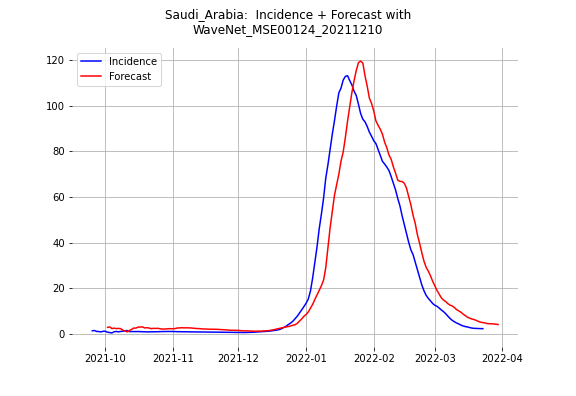 Saudi_Arabia:  Incidence + Forecast with
WaveNet_MSE00124_20211210
Incidence
Forecast
120
100
80
60
40
20
0
2021-10 2021-11 2021-12 2022-01 2022-02 2022-03 2022-04